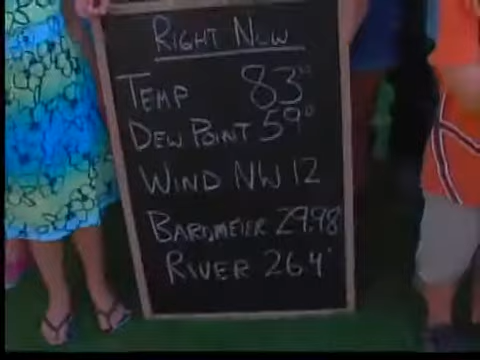 RIGHT NOW
TEMP 83°
DEW POINT 59°
WIND NW 12
BAROMETER 29.98
RIVER 26.4'